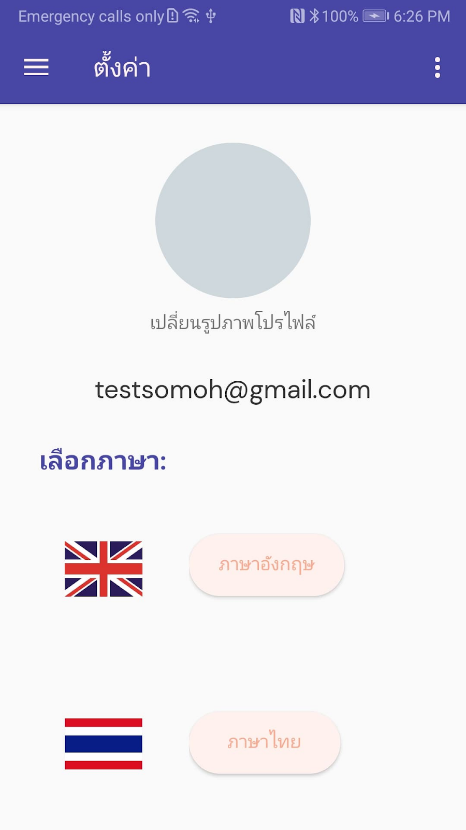 Emergency calls only 100% 6:26 PM
ตั้งค่า
เปลี่ยนรูปภาพโปรไฟล์
testsomoh@gmail.com
เลือกภาษา:
ภาษาอังกฤษ
ภาษาไทย